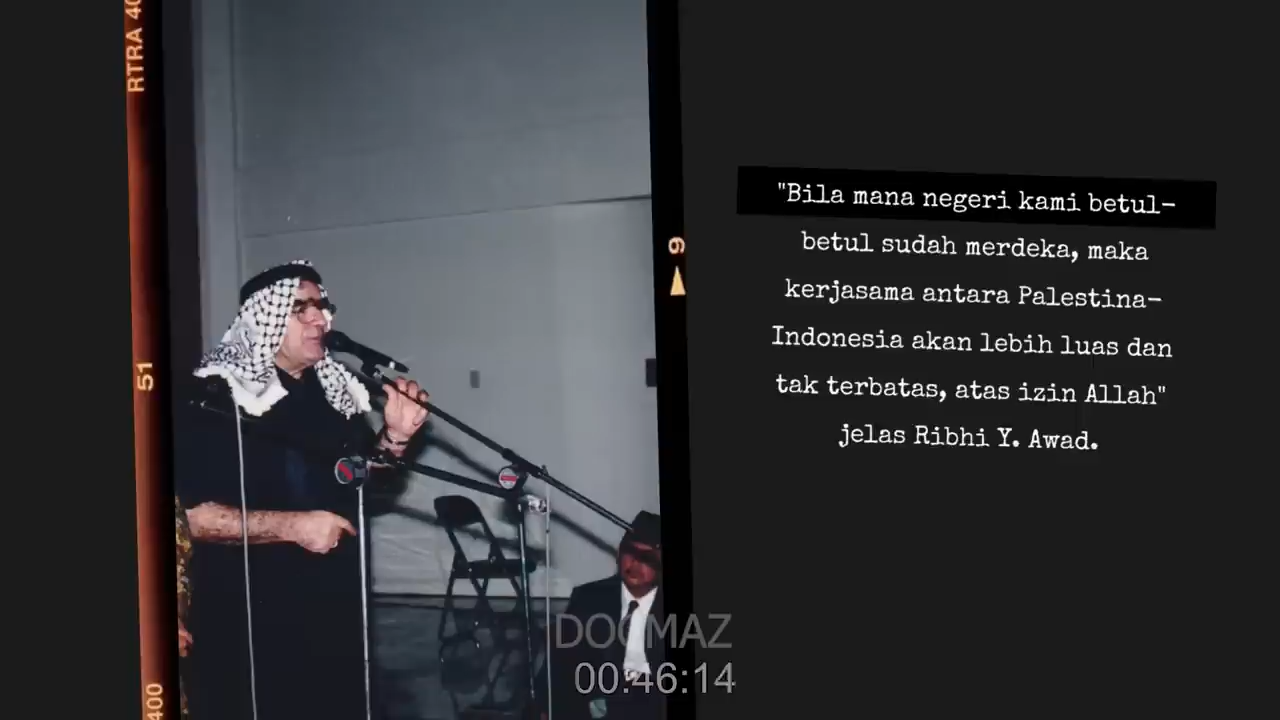 RTRA 40
51
400
9
"Bila mana negeri kami betul-
betul sudah merdeka, maka
kerjasama antara Palestina-
Indonesia akan lebih luas dan
tak terbatas, atas izin Allah"
jelas Ribhi Y. Awad.
DOCMAZ
00:46:14